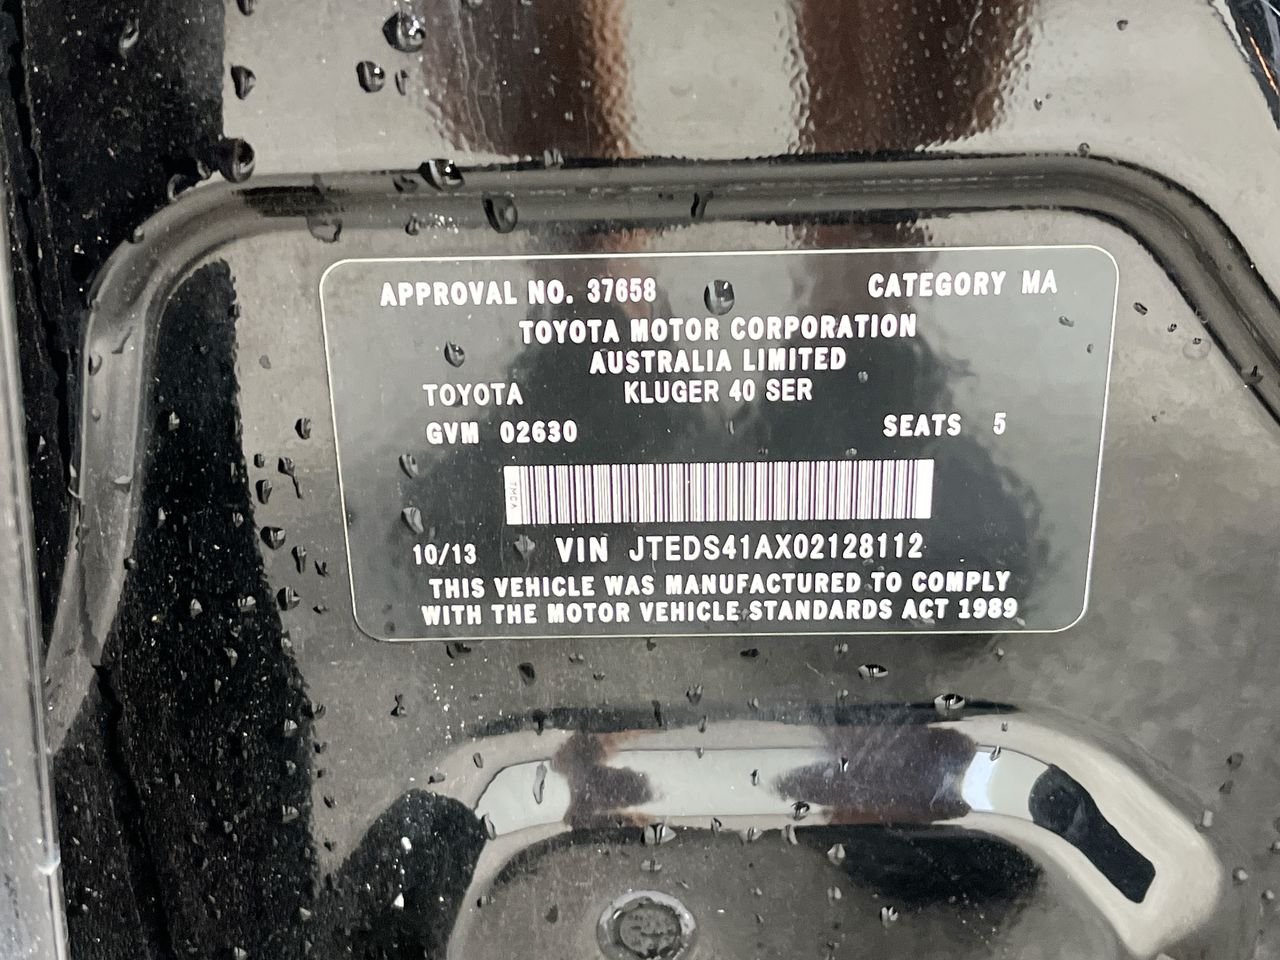 APPROVAL NO. 37658 CATEGORY MA
TOYOTA MOTOR CORPORATION
AUSTRALIA LIMITED
TOYOTA KLUGER 40 SER
GVM 02630 SEATS 5
TMCA
10/13 VIN JTEDS41AX02128112
THIS VEHICLE WAS MANUFACTURED TO COMPLY
WITH THE MOTOR VEHICLE STANDARDS ACT 1989